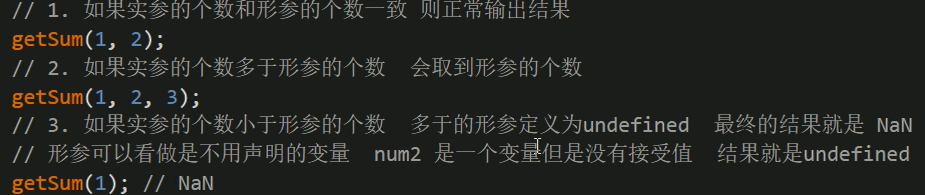 // 1. 如果实参的个数和形参的个数一致 则正常输出结果
getSum(1, 2);
// 2. 如果实参的个数多于形参的个数 会取到形参的个数
getSum(1, 2, 3);
// 3. 如果实参的个数小于形参的个数 多于的形参定义为undefined 最终的结果就是 NaN
// 形参可以看做是不用声明的变量 num2 是一个变量但是没有接受值 结果就是undefined
getSum(1); // NaN